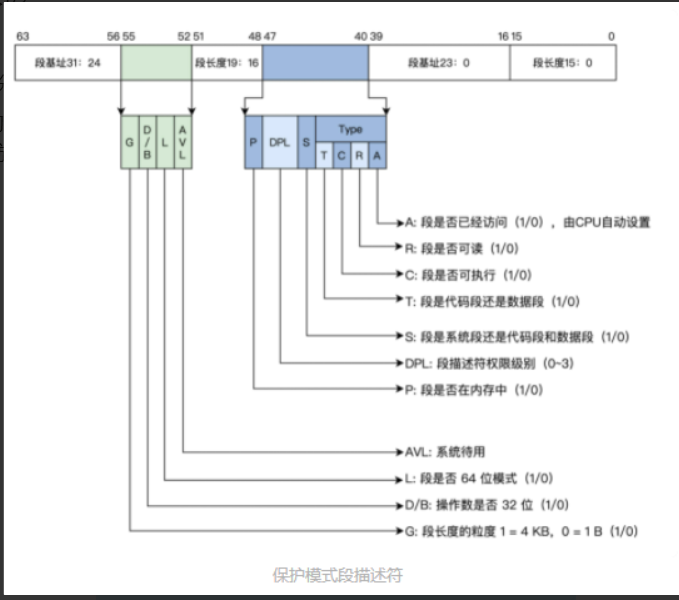 63 56 55 52 51 48 47 40 39 16 15 0
段基址31：24 段长度19：16 段基址23：0 段长度15：0
G D/B L AVL P DPL S Type
T C R A
A: 段是否已经访问（1/0），由CPU自动设置
R: 段是否可读（1/0）
C: 段是否可执行（1/0）
T: 段是代码段还是数据段（1/0）
S: 段是系统段还是代码段和数据段（1/0）
DPL: 段描述符权限级别（0~3）
P: 段是否在内存中（1/0）
AVL: 系统待用
L: 段是否 64 位模式（1/0）
D/B: 操作数是否 32 位（1/0）
G: 段长度的粒度 1 = 4 KB，0 = 1 B（1/0）
保护模式段描述符